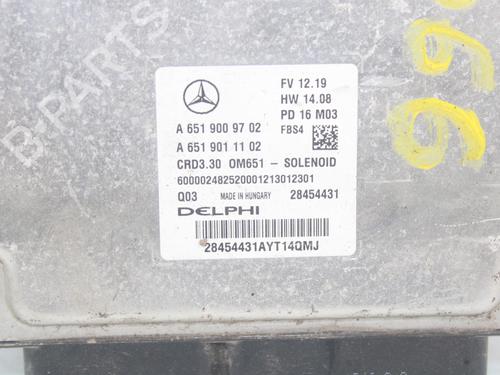 FV 12.19
HW 14.08
PD 16 M03
A 651 900 97 02
FBS4
A 651 901 11 02
CRD3.30 OM651 - SOLENOID
600002482520001213012301
Q03 MADE IN HUNGARY 28454431
DELPHI
28454431AYT14QMJ
B-PARTS